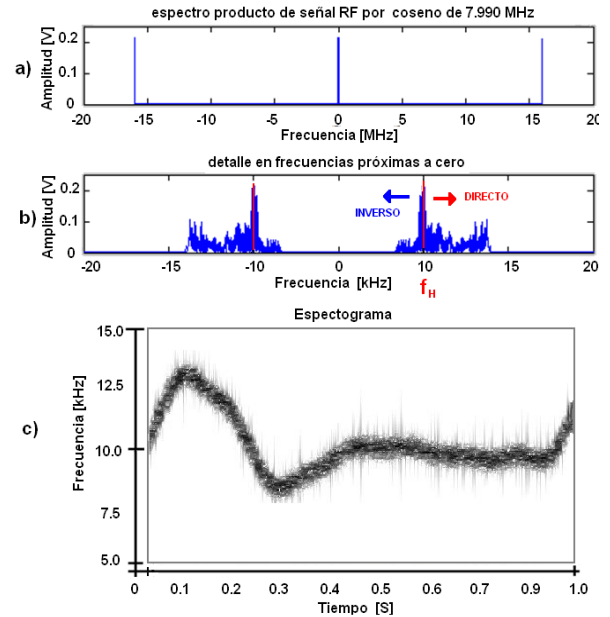 espectro producto de señal RF por coseno de 7.990 MHz
a)
Amplitud [V]
0.2
0.1
0
-20 -15 -10 -5 0 5 10 15 20
Frecuencia [MHz]
detalle en frecuencias próximas a cero
b)
Amplitud [V]
0.2
0.1
0
INVERSO
DIRECTO
-20 -10 0 10 20
Frecuencia [kHz]
f H
Espectograma
c)
Frecuencia [kHz]
15.0
12.5
10.0
7.5
5.0
0 0.1 0.2 0.3 0.4 0.5 0.6 0.7 0.8 0.9 1.0
Tiempo [S]